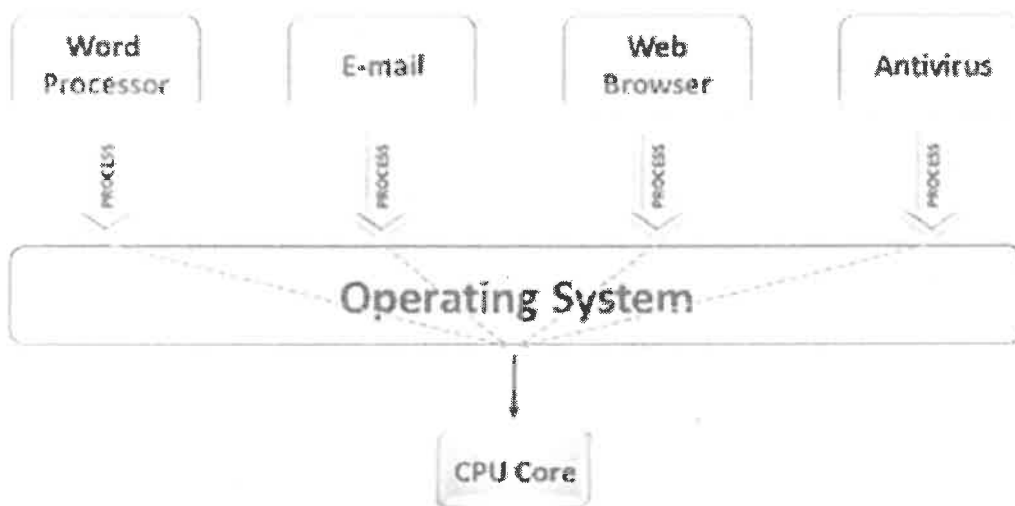 Word
Processor
E-mail
Web
Browser
Antivirus
PROCESS
PROCESS
PROCESS
PROCESS
Operating System
CPU Core